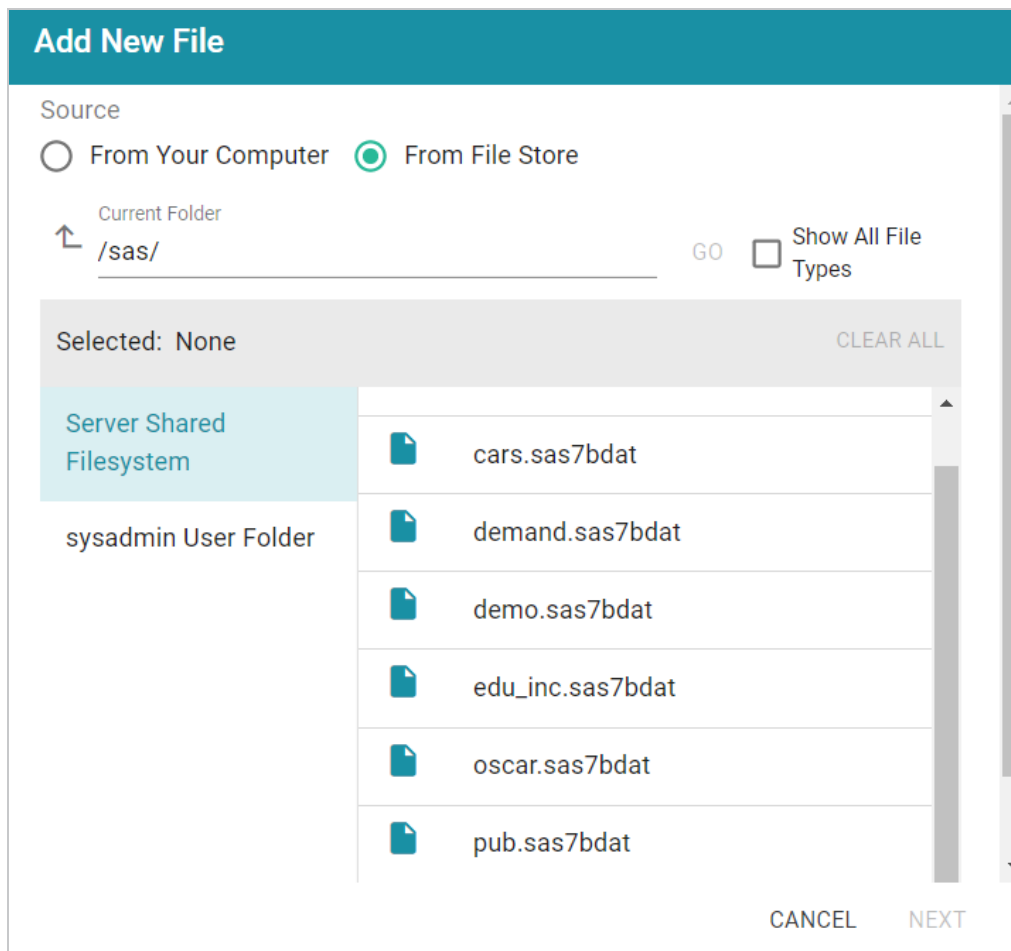 Add New File
Source
From Your Computer From File Store
Current Folder
/sas/
GO
Show All File
Types
Selected: None
CLEAR ALL
Server Shared
Filesystem
sysadmin User Folder
cars.sas7bdat
demand.sas7bdat
demo.sas7bdat
edu_inc.sas7bdat
oscar.sas7bdat
pub.sas7bdat
CANCEL NEXT